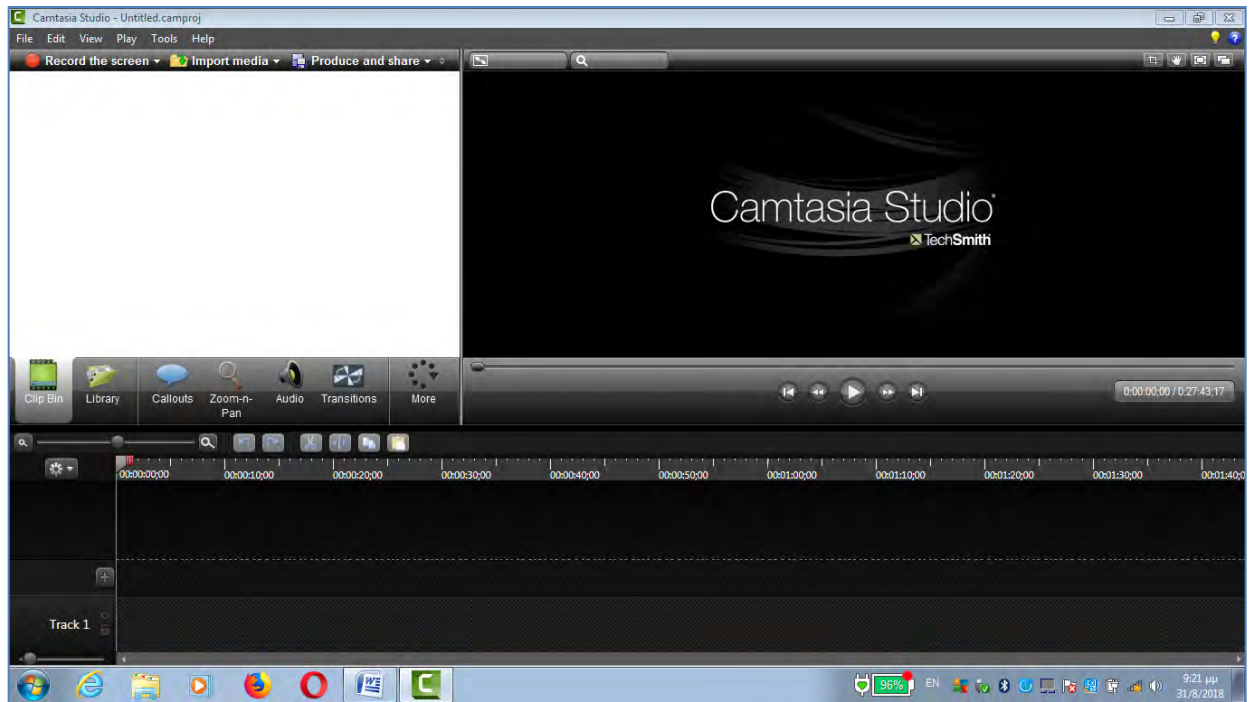 Camtasia Studio - Untitled.camproj
File Edit View Play Tools Help
Record the screen Import media Produce and share
Camtasia Studio
TechSmith
Clip Bin Library Callouts Zoom-n-Pan Audio Transitions More
0:00:00;00 / 0:27:43;17
00:00:00;00 00:00:10;00 00:00:20;00 00:00:30;00 00:00:40;00 00:00:50;00 00:01:00;00 00:01:10;00 00:01:20;00 00:01:30;00 00:01:40;0
Track 1
96% EN 9:21 μμ
31/8/2018